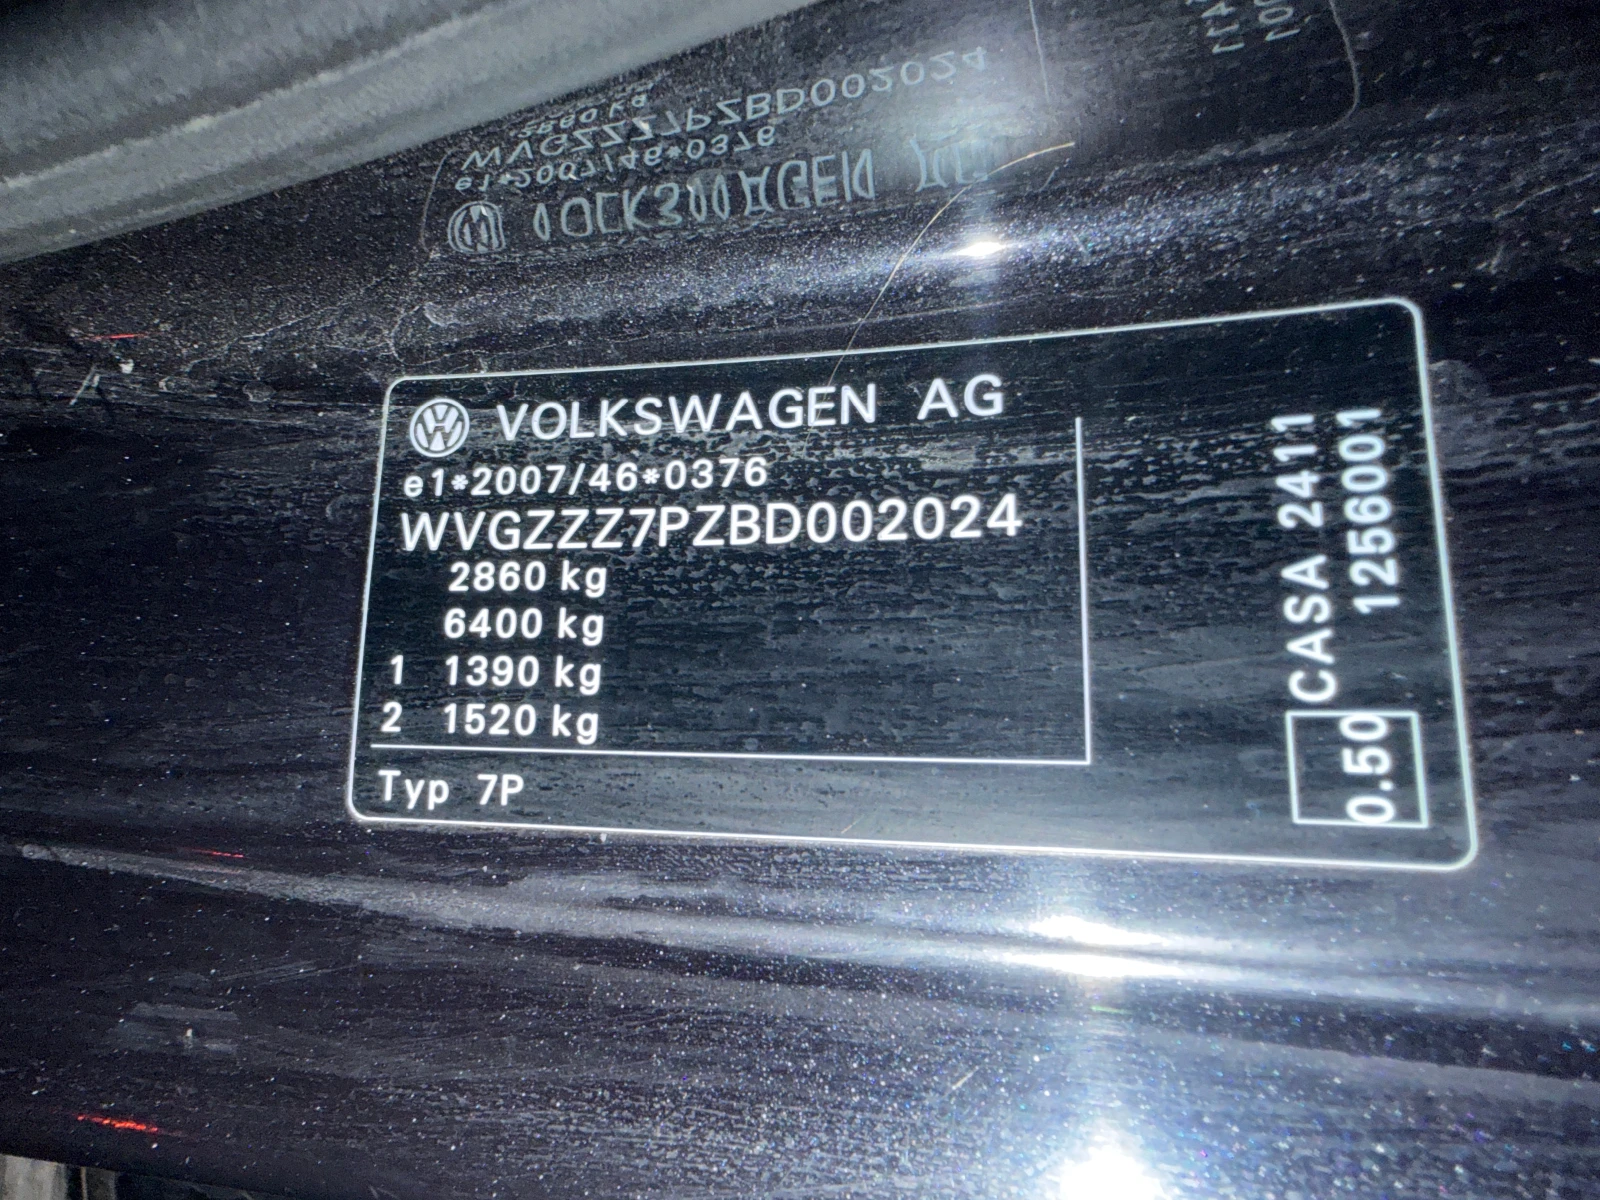 VOLKSWAGEN AG
e1*2007/46*0376
WVGZZZ7PZBD002024
2860 kg
6400 kg
1 1390 kg
2 1520 kg
Typ 7P
0.50
CASA 2411
1256001